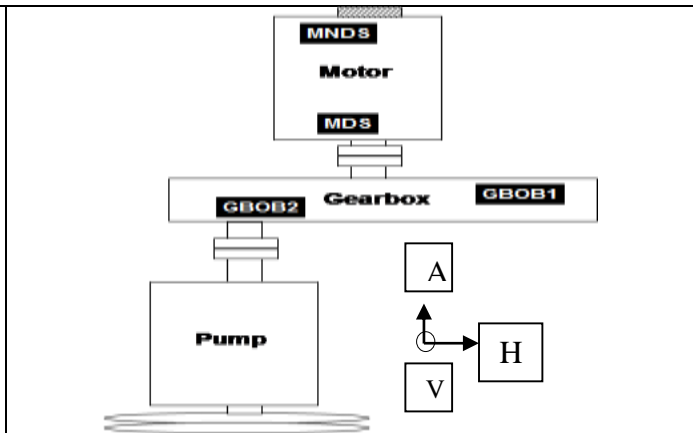 MNDS
Motor
MDS
GBOB2 Gearbox GBOB1
A
Pump
H
V